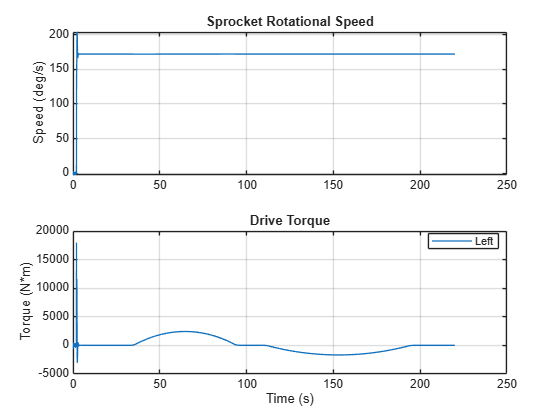 Sprocket Rotational Speed
200
150
100
50
0
Speed (deg/s)
0 50 100 150 200 250
Drive Torque
20000
15000
10000
5000
0
-5000
Torque (N*m)
Left
0 50 100 150 200 250
Time (s)